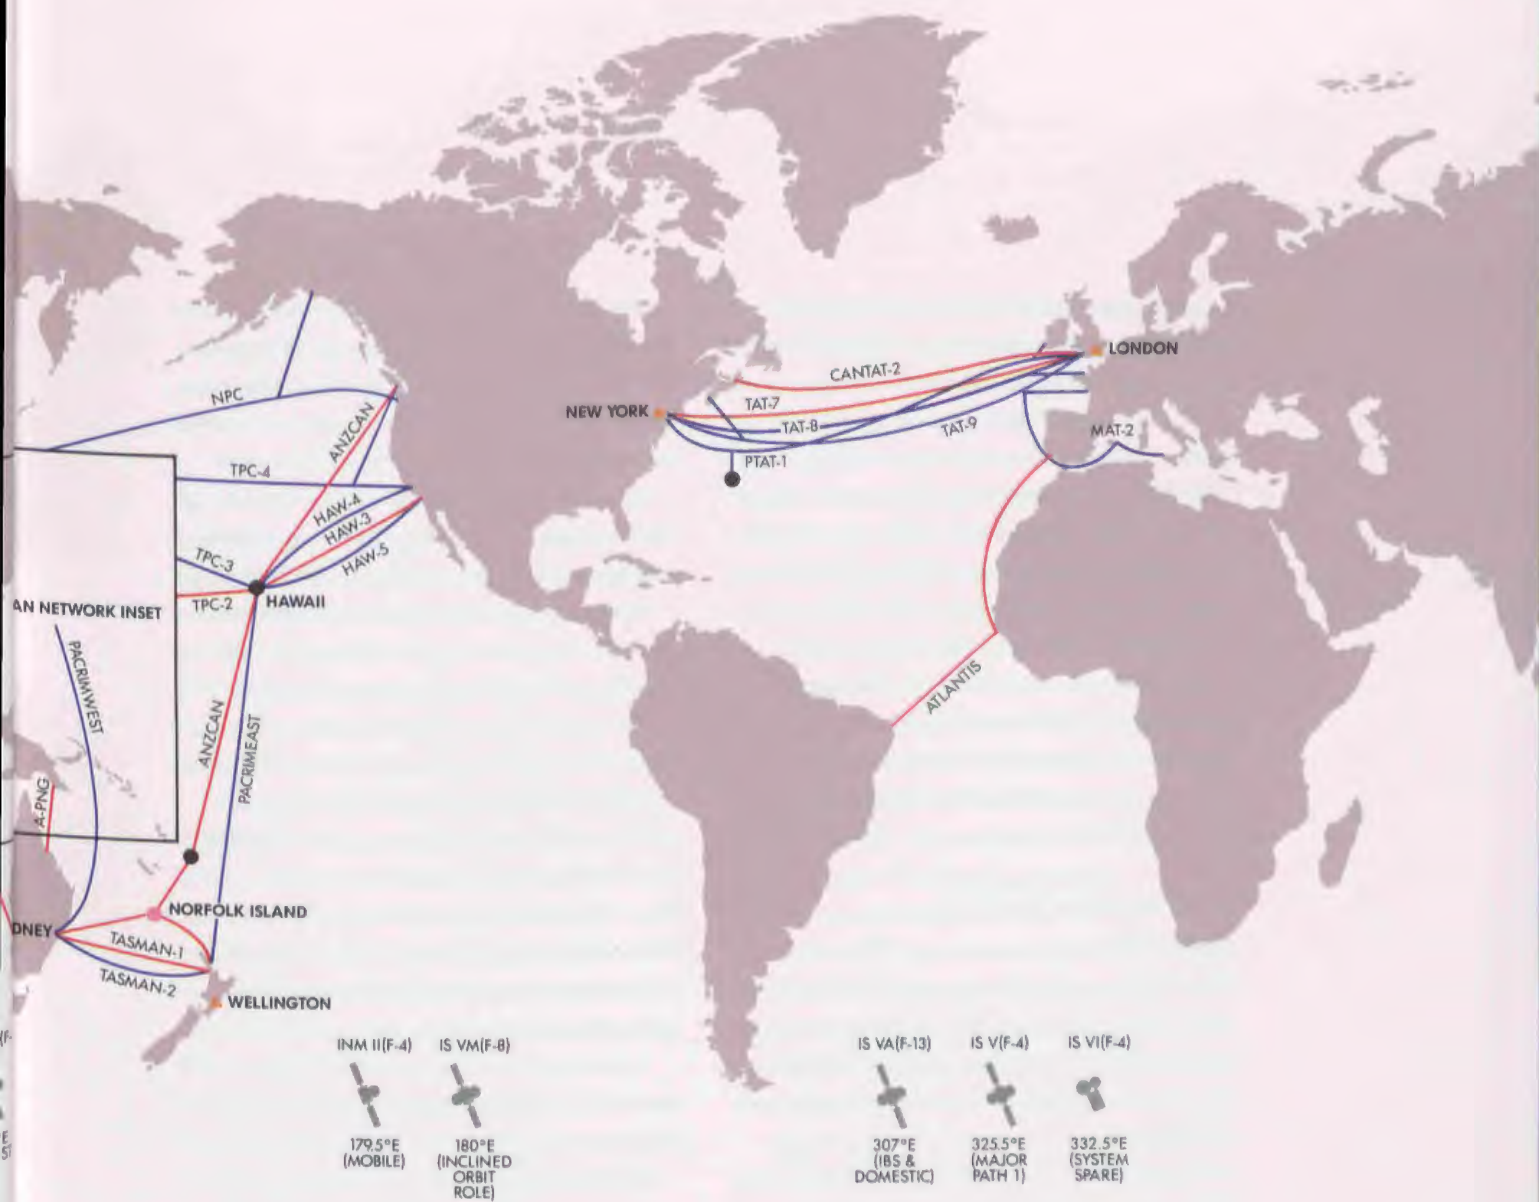 LONDON
CANTAT-2
NPC
NEW YORK
TAT-7
TAT-8
TAT-9
MAT-2
PTAT-1
ANZCAN
TPC-4
HAW-4
HAW-3
HAW-5
TPC-3
TPC-2
HAWAII
AN NETWORK INSET
PACRIMWEST
ATLANTIS
ANZCAN
PACRIMEAST
A-PNG
NORFOLK ISLAND
DNEY
TASMAN-1
TASMAN-2
WELLINGTON
INM II(F-4)
179.5°E
(MOBILE)
IS VM(F-8)
180°E
(INCLINED
ORBIT
ROLE)
IS VA(F-13)
307°E
(IBS &
DOMESTIC)
IS V(F-4)
325.5°E
(MAJOR
PATH 1)
IS VI(F-4)
332.5°E
(SYSTEM
SPARE)